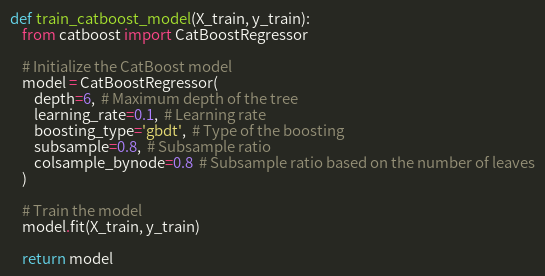 def train_catboost_model(X_train, y_train):
    from catboost import CatBoostRegressor

    # Initialize the CatBoost model
    model = CatBoostRegressor(
        depth=6,  # Maximum depth of the tree
        learning_rate=0.1,  # Learning rate
        boosting_type='gbdt',  # Type of the boosting
        subsample=0.8,  # Subsample ratio
        colsample_bynode=0.8  # Subsample ratio based on the number of leaves
    )

    # Train the model
    model.fit(X_train, y_train)

    return model